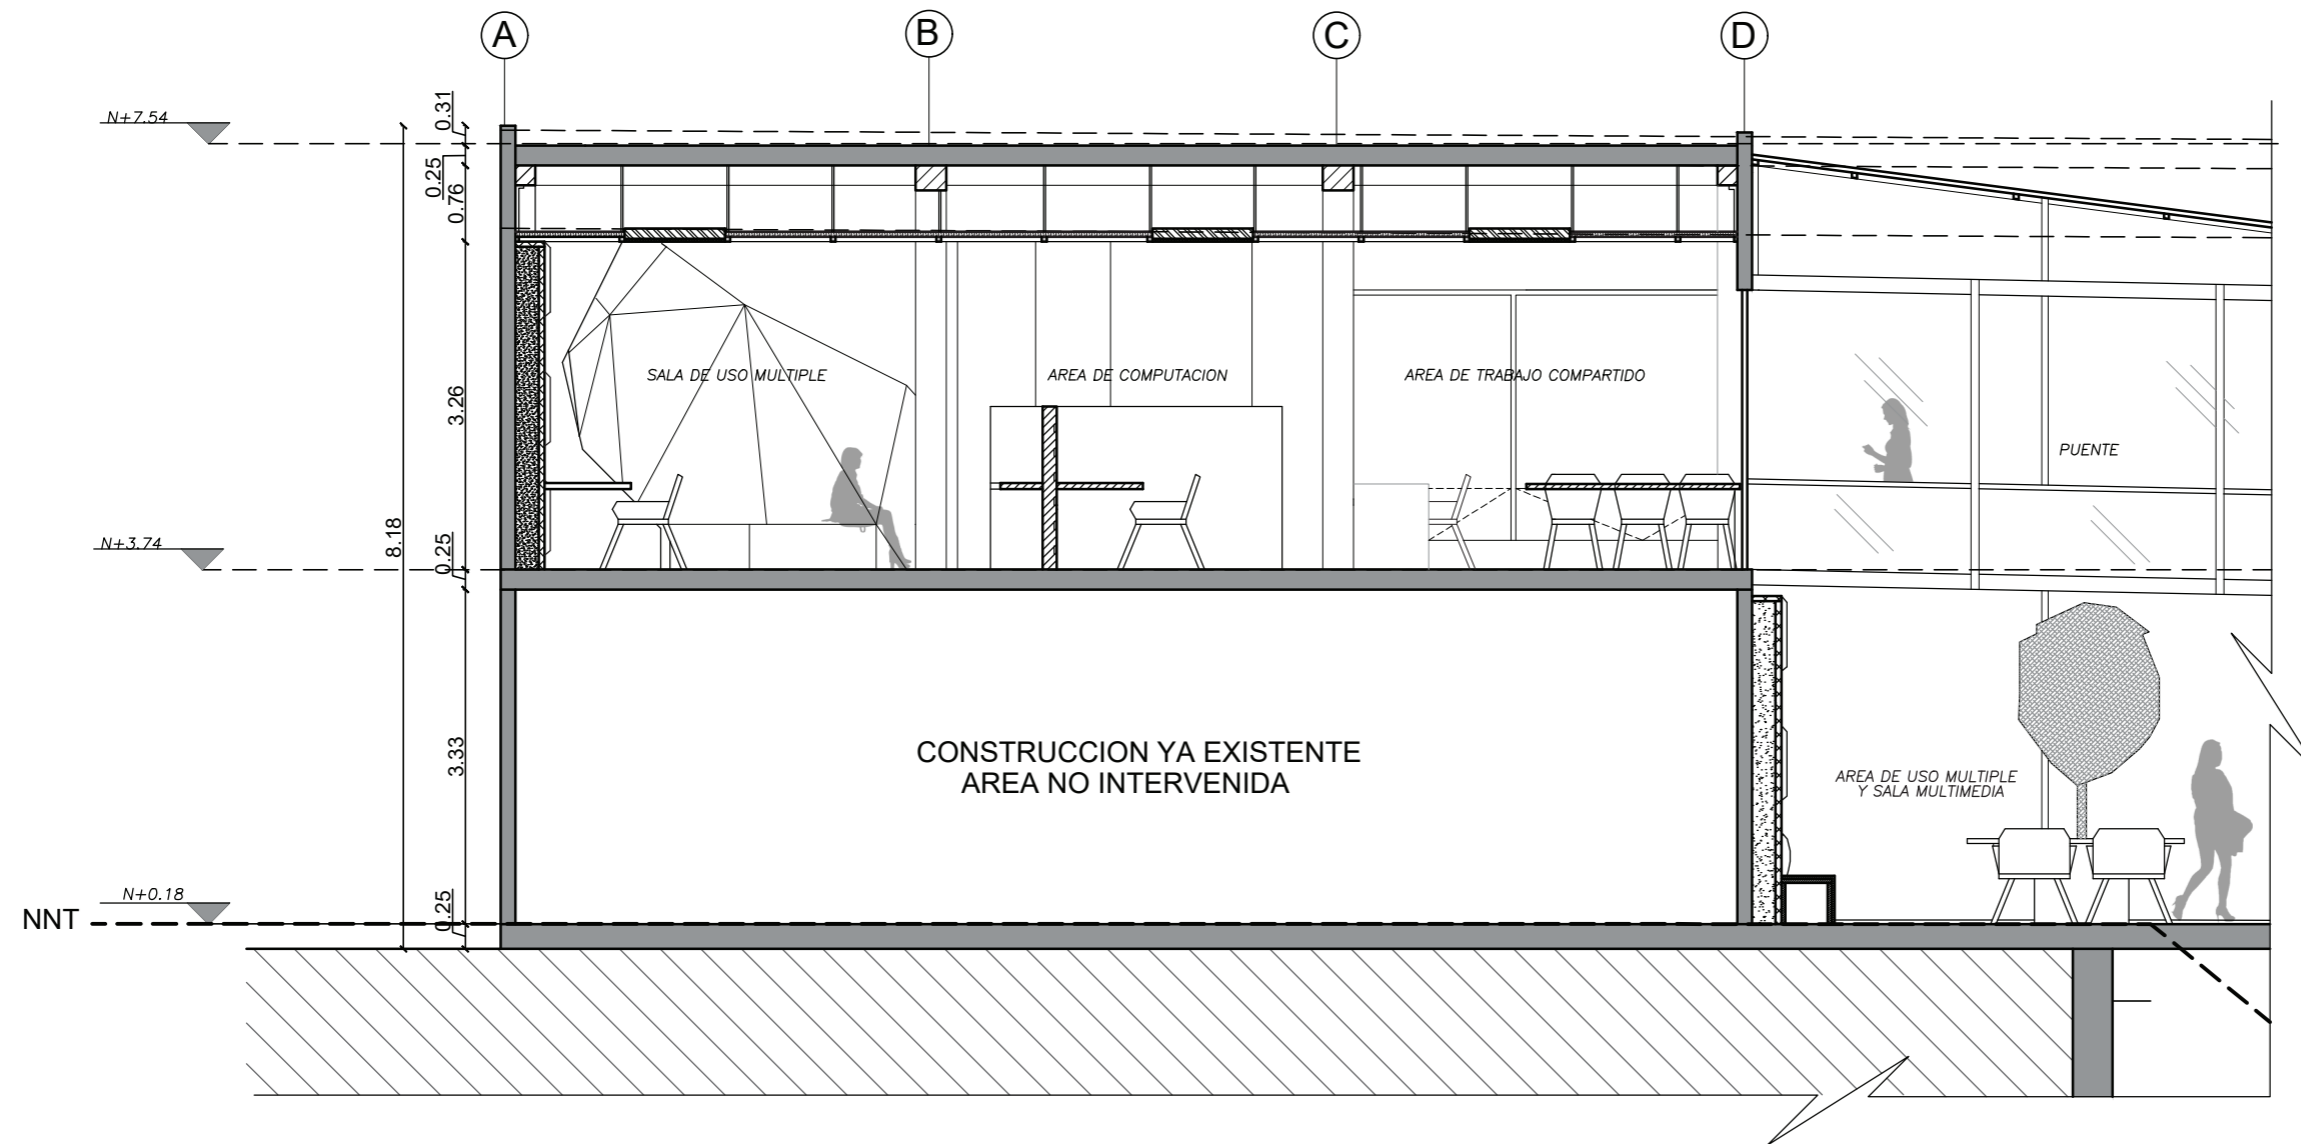 A
B
C
D
N+7.54
0.31
0.25
0.76
SALA DE USO MULTIPLE
AREA DE COMPUTACION
AREA DE TRABAJO COMPARTIDO
3.26
PUENTE
N+3.74
8.18
0.25
3.33
CONSTRUCCION YA EXISTENTE
AREA NO INTERVENIDA
AREA DE USO MULTIPLE
Y SALA MULTIMEDIA
N+0.18
0.25
NNT